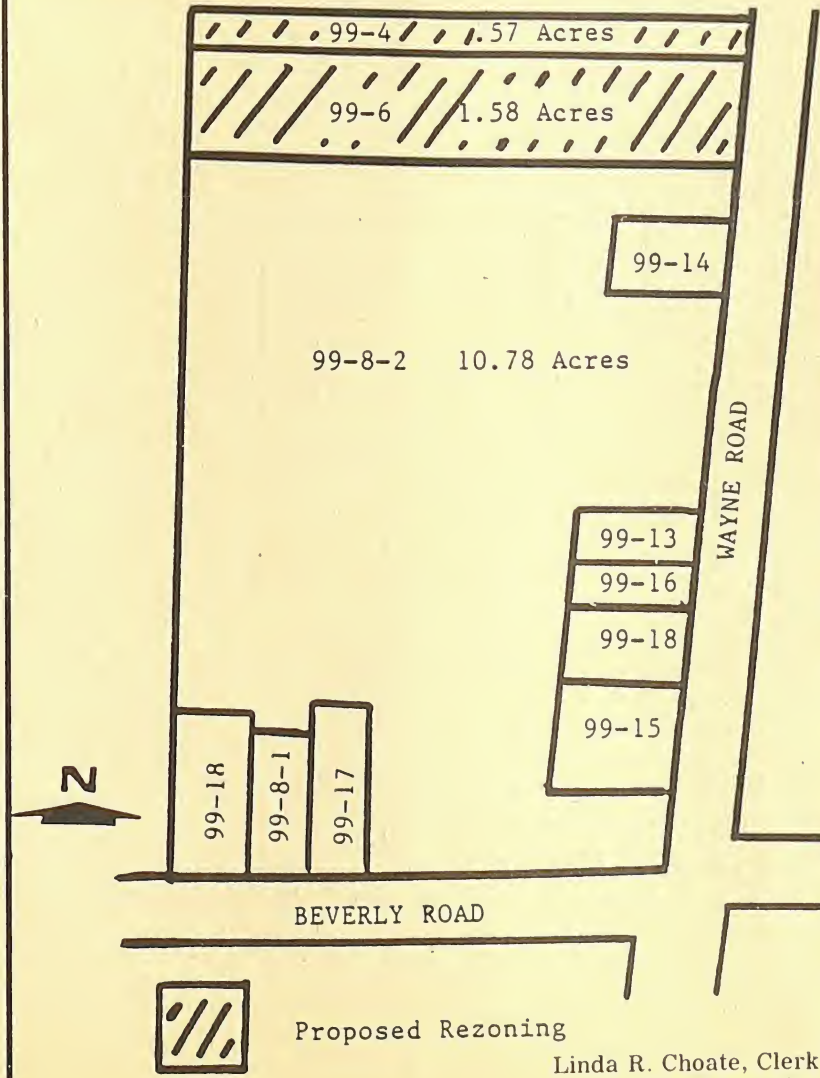 99-4 .57 Acres
99-6 1.58 Acres
99-14
99-8-2 10.78 Acres
WAYNE ROAD
99-13
99-16
99-18
99-15
99-18
99-8-1
99-17
N
BEVERLY ROAD
Proposed Rezoning
Linda R. Choate, Clerk